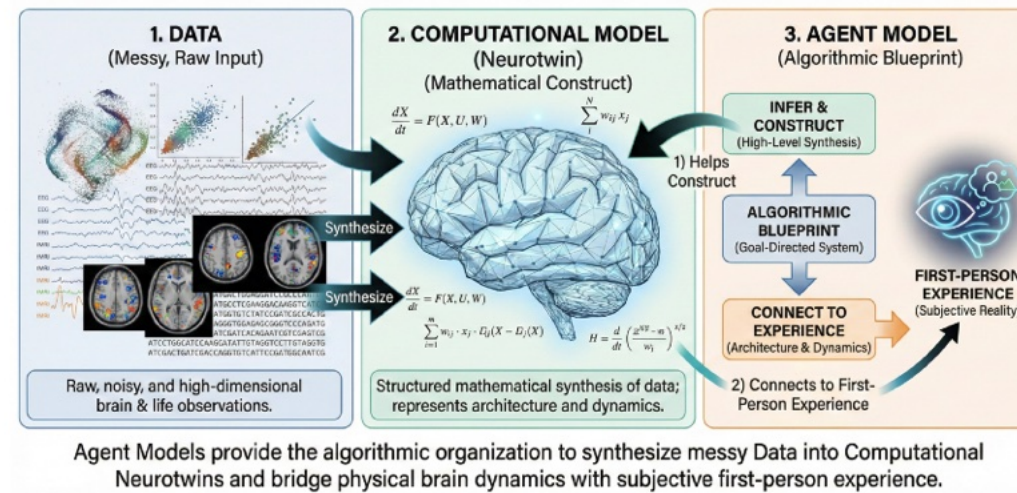 1. DATA
(Messy, Raw Input)
Synthesize
Synthesize
ATCCTGGCATCCAAGATATTGTAGGTCCTTGTAGGTG
ATCGACTGATCGACCAGGTGTCATTCCGATGGCAATCG
Raw, noisy, and high-dimensional
brain & life observations.
2. COMPUTATIONAL MODEL
(Neurotwin)
(Mathematical Construct)
dX/dt = F(X, U, W)
N
∑ w_ij x_j
i
dX/dt = F(X, U, W)
Structured mathematical synthesis of data;
represents architecture and dynamics.
3. AGENT MODEL
(Algorithmic Blueprint)
INFER &
CONSTRUCT
(High-Level Synthesis)
1) Helps
Construct
ALGORITHMIC
BLUEPRINT
(Goal-Directed System)
CONNECT TO
EXPERIENCE
(Architecture & Dynamics)
FIRST-PERSON
EXPERIENCE
(Subjective Reality)
2) Connects to First-
Person Experience
Agent Models provide the algorithmic organization to synthesize messy Data into Computational
Neurotwins and bridge physical brain dynamics with subjective first-person experience.